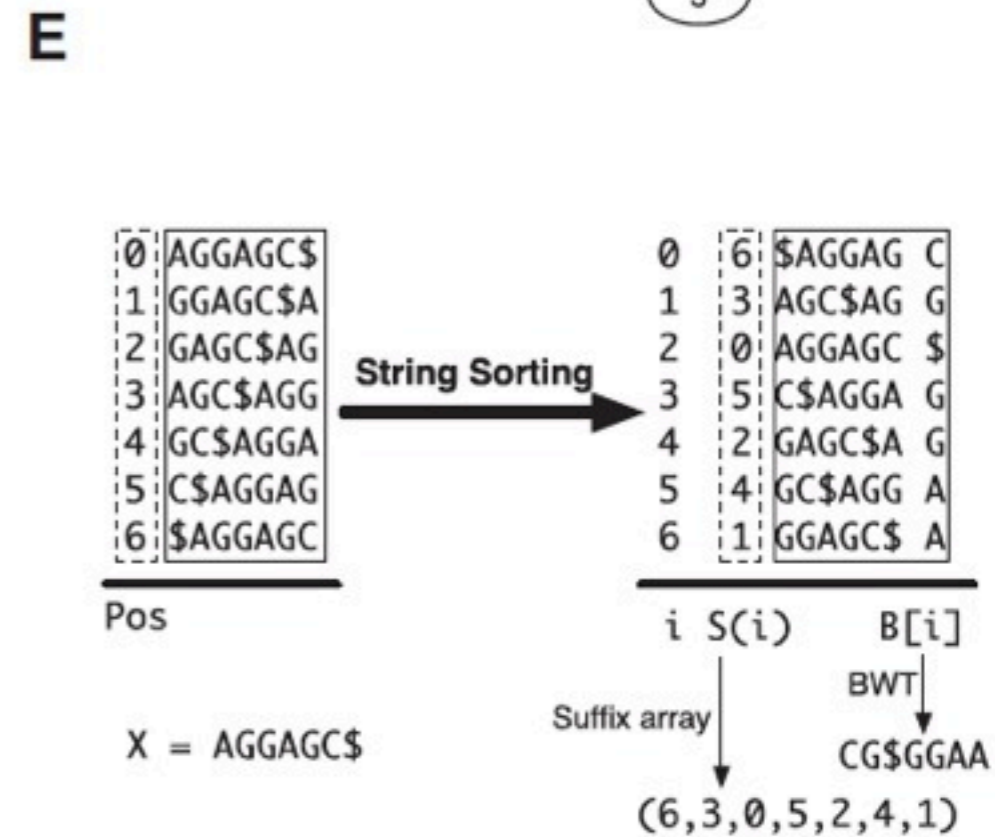 E
0 AGGAGC$
1 GGAGC$A
2 GAGC$AG
3 AGC$AGG
4 GC$AGGA
5 C$AGGAG
6 $AGGAGC
Pos
X = AGGAGC$
String Sorting
0 6 $AGGAG C
1 3 AGC$AG G
2 0 AGGAGC $
3 5 C$AGGA G
4 2 GAGC$A G
5 4 GC$AGG A
6 1 GGAGC$ A
i S(i) B[i]
BWT
Suffix array
CG$GGAA
(6,3,0,5,2,4,1)